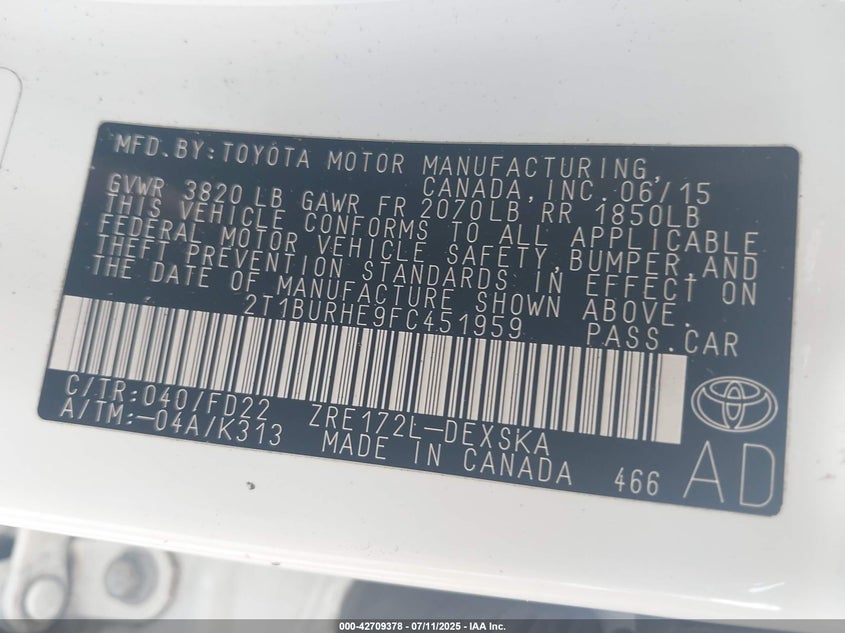 MFD.BY:TOYOTA MOTOR MANUFACTURING,
CANADA, INC. 06/15
GVWR 3820 LB GAWR FR 2070LB RR 1850LB
THIS VEHICLE CONFORMS TO ALL APPLICABLE
FEDERAL MOTOR VEHICLE SAFETY, BUMPER, AND
THEFT PREVENTION STANDARDS IN EFFECT ON
THE DATE OF MANUFACTURE SHOWN ABOVE.
2T1BURHE9FC451959 PASS.CAR
C/TR:040/FD22 ZRE172L-DEXSKA
A/TM:-04A/K313 MADE IN CANADA 466 AD
000-42709378 - 07/11/2025 - IAA Inc.